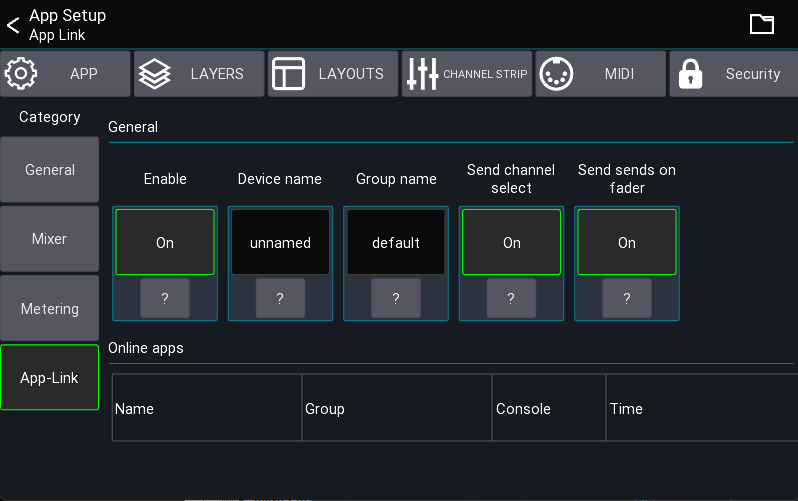 App Setup
App Link
APP
LAYERS
LAYOUTS
CHANNEL STRIP
MIDI
Security
Category
General
Mixer
Metering
App-Link
General
Enable
Device name
Group name
Send channel
select
Send sends on
fader
On
unnamed
default
On
On
?
?
?
?
?
Online apps
Name
Group
Console
Time